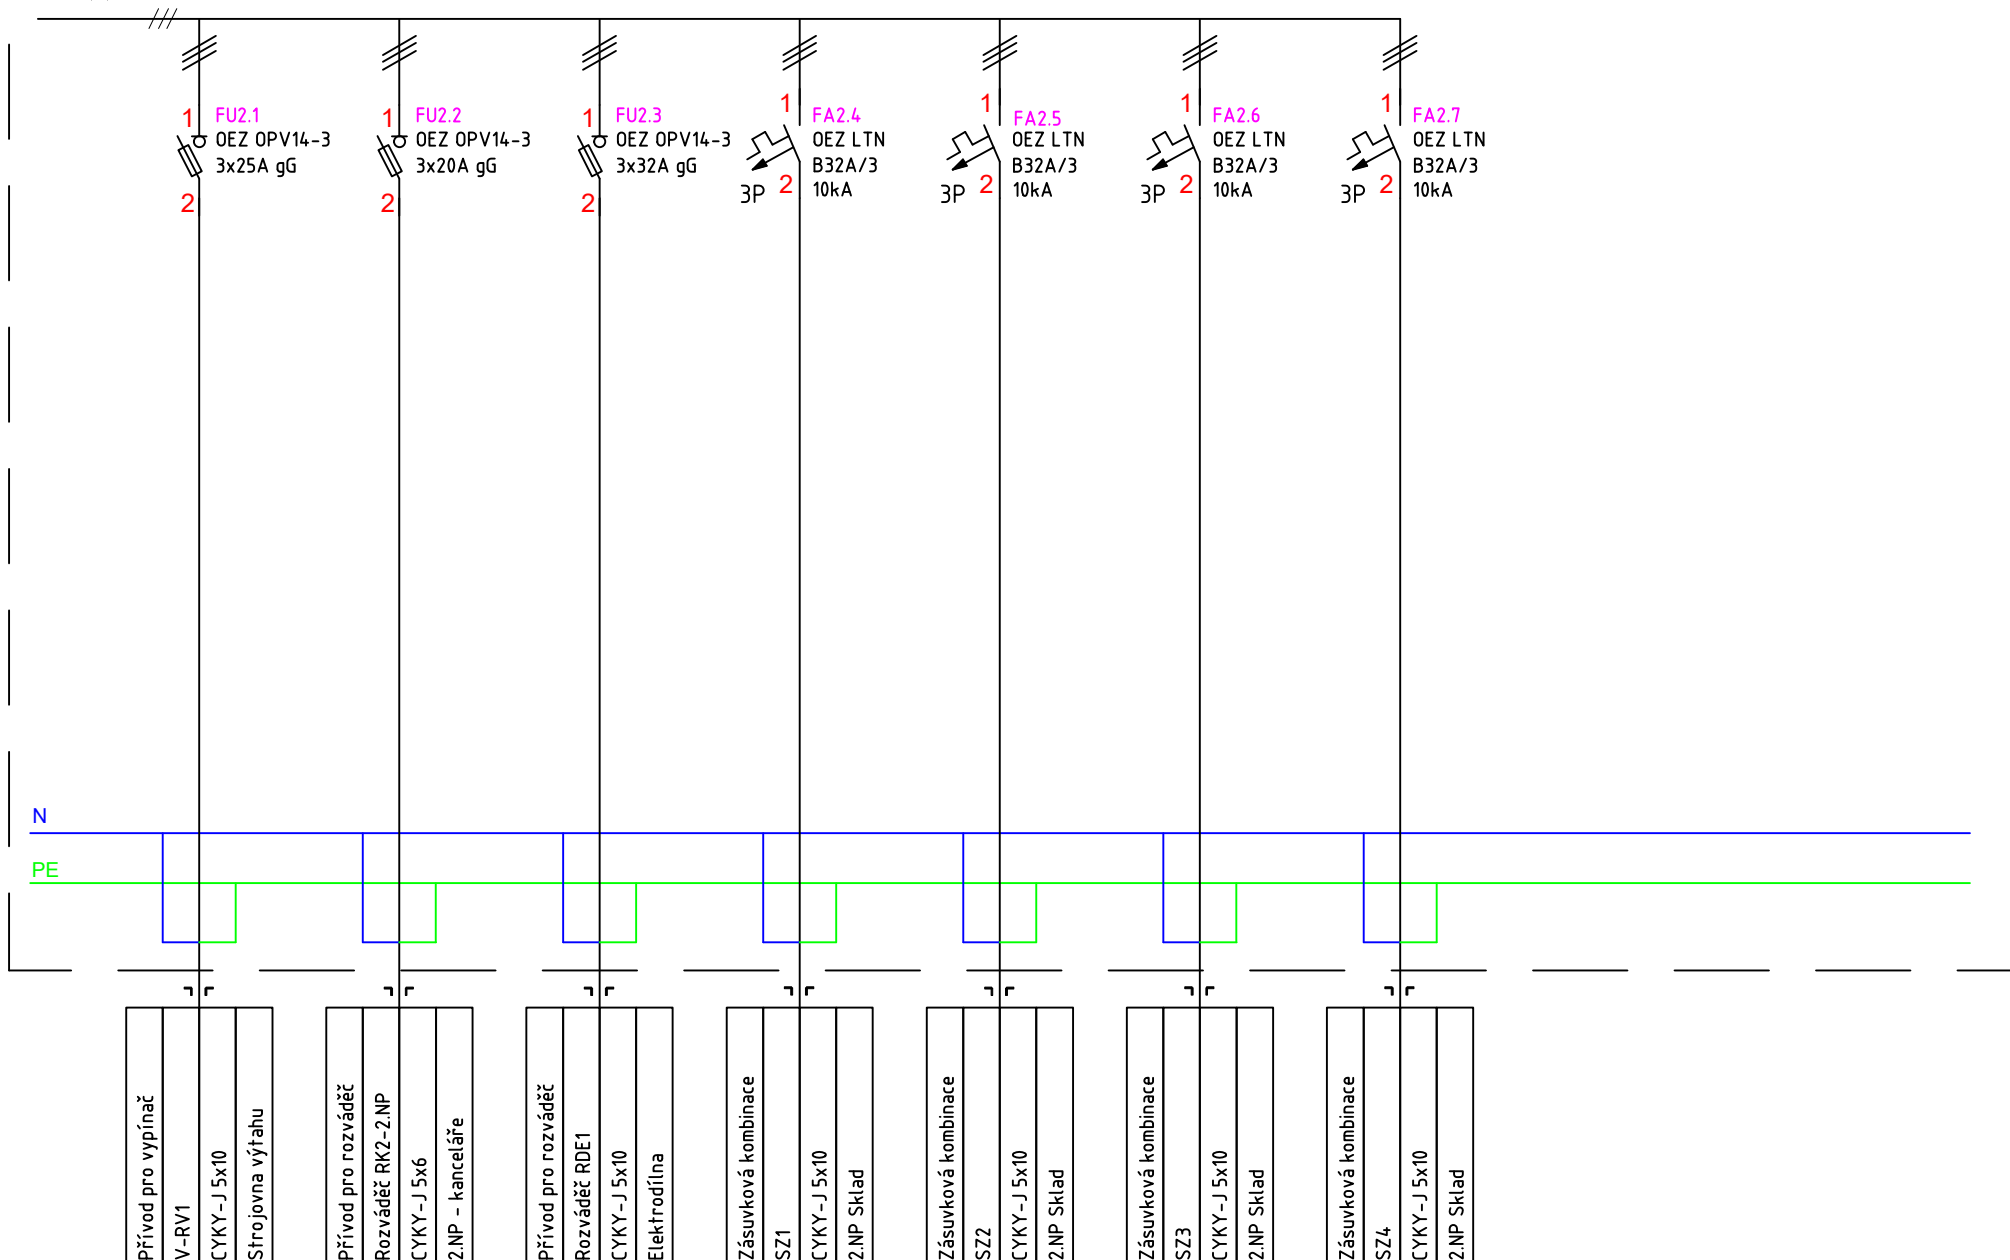 1
FU2.1
OEZ OPV14-3
3x25A gG
2
1
FU2.2
OEZ OPV14-3
3x20A gG
2
1
FU2.3
OEZ OPV14-3
3x32A gG
2
1
FA2.4
OEZ LTN
B32A/3
10kA
3P
2
1
FA2.5
OEZ LTN
B32A/3
10kA
3P
2
1
FA2.6
OEZ LTN
B32A/3
10kA
3P
2
1
FA2.7
OEZ LTN
B32A/3
10kA
3P
2
N
PE
Přívod pro vypínač
V-RV1
CYKY-J 5x10
Strojovna výtahu
Přívod pro rozváděč
Rozváděč RK2-2.NP
CYKY-J 5x6
2.NP - kanceláře
Přívod pro rozváděč
Rozváděč RDE1
CYKY-J 5x10
Elektrodílna
Zásuvková kombinace
SZ1
CYKY-J 5x10
2.NP Sklad
Zásuvková kombinace
SZ2
CYKY-J 5x10
2.NP Sklad
Zásuvková kombinace
SZ3
CYKY-J 5x10
2.NP Sklad
Zásuvková kombinace
SZ4
CYKY-J 5x10
2.NP Sklad